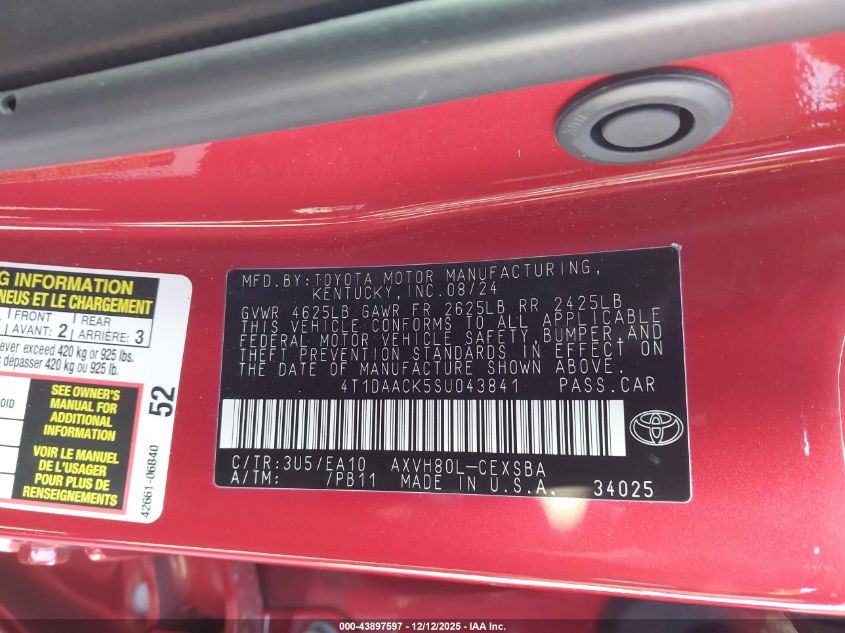 G INFORMATION
NEUS ET LE CHARGEMENT
FRONT REAR
AVANT: 2 ARRIÈRE: 3
ever exceed 420 kg or 925 lbs.
s dépasser 420 kg ou 925 lb.
OID
SEE OWNER'S
MANUAL FOR
ADDITIONAL
INFORMATION
VOIR LE MANUEL
DE L'USAGER
POUR PLUS DE
RENSEIGNEMENTS
52
42661-06B40
MFD.BY:TOYOTA MOTOR MANUFACTURING,
KENTUCKY,INC.08/24
GVWR 4625LB GAWR FR 2625LB RR 2425LB
THIS VEHICLE CONFORMS TO ALL APPLICABLE
FEDERAL MOTOR VEHICLE SAFETY,BUMPER,AND
THEFT PREVENTION STANDARDS IN EFFECT ON
THE DATE OF MANUFACTURE SHOWN ABOVE.
4T1DAACK5SU043841 PASS.CAR
C/TR:3U5/EA10 AXVH80L-CEXSBA
A/TM: /PB11 MADE IN U.S.A. 34025
#IAA-ONLY - 43897597 - 12/12/2025 - IAA Inc.